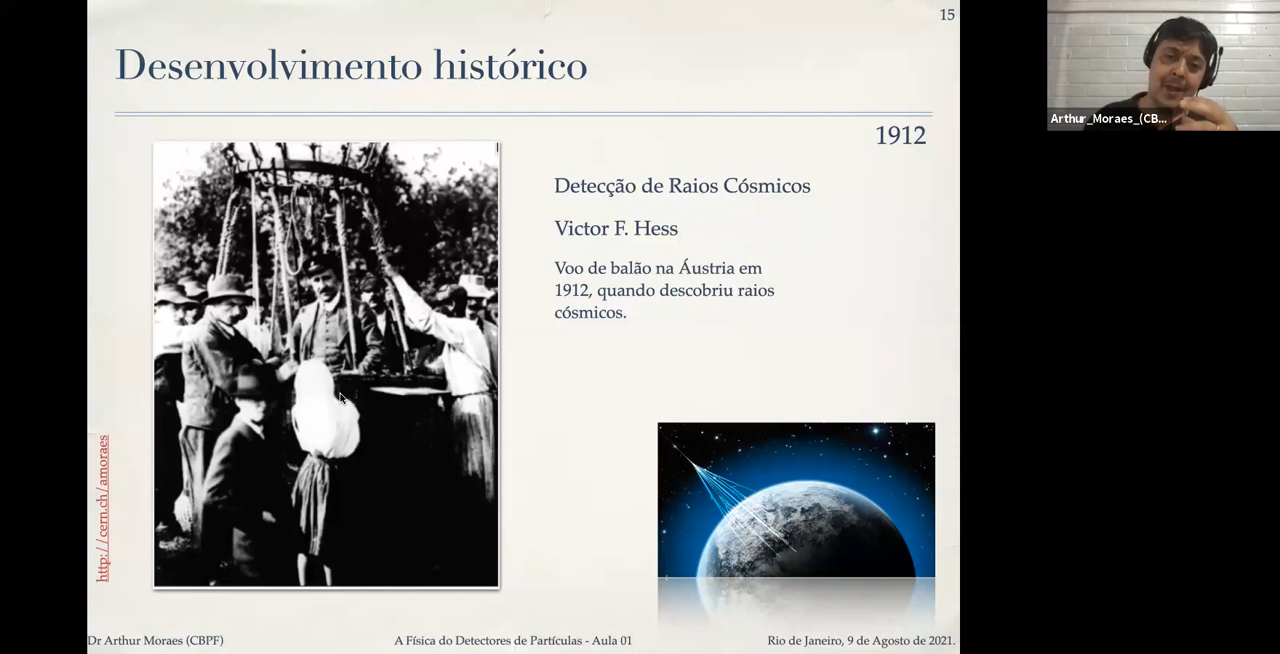 15
Desenvolvimento histórico
1912
Detecção de Raios Cósmicos
Victor F. Hess
Voo de balão na Áustria em
1912, quando descobriu raios
cósmicos.
http://cern.ch/amoraes
Dr Arthur Moraes (CBPF)
A Física do Detectores de Partículas - Aula 01
Rio de Janeiro, 9 de Agosto de 2021.
Arthur_Moraes_(CB...